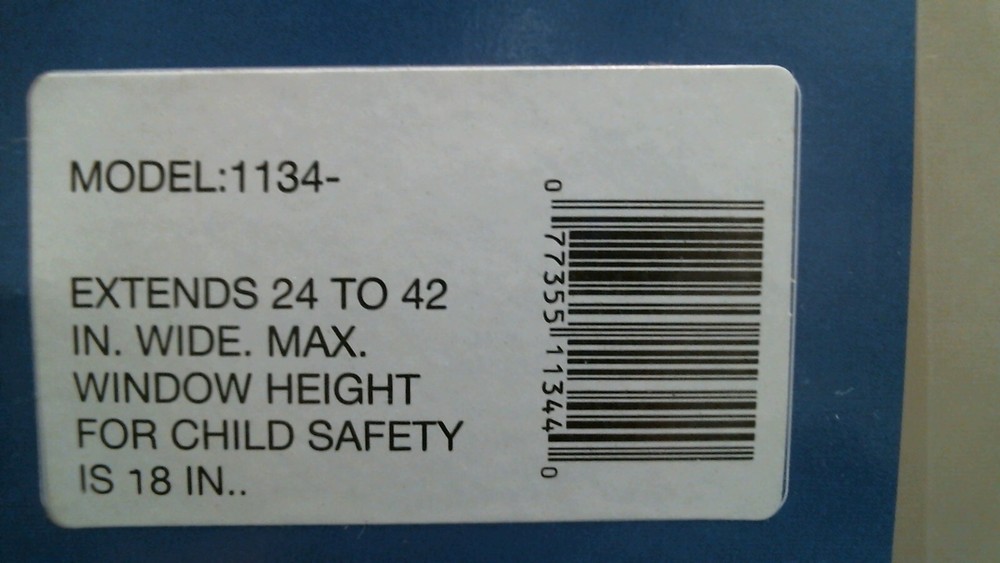 MODEL:1134-
EXTENDS 24 TO 42
IN. WIDE. MAX.
WINDOW HEIGHT
FOR CHILD SAFETY
IS 18 IN..
0 77355 11344 0